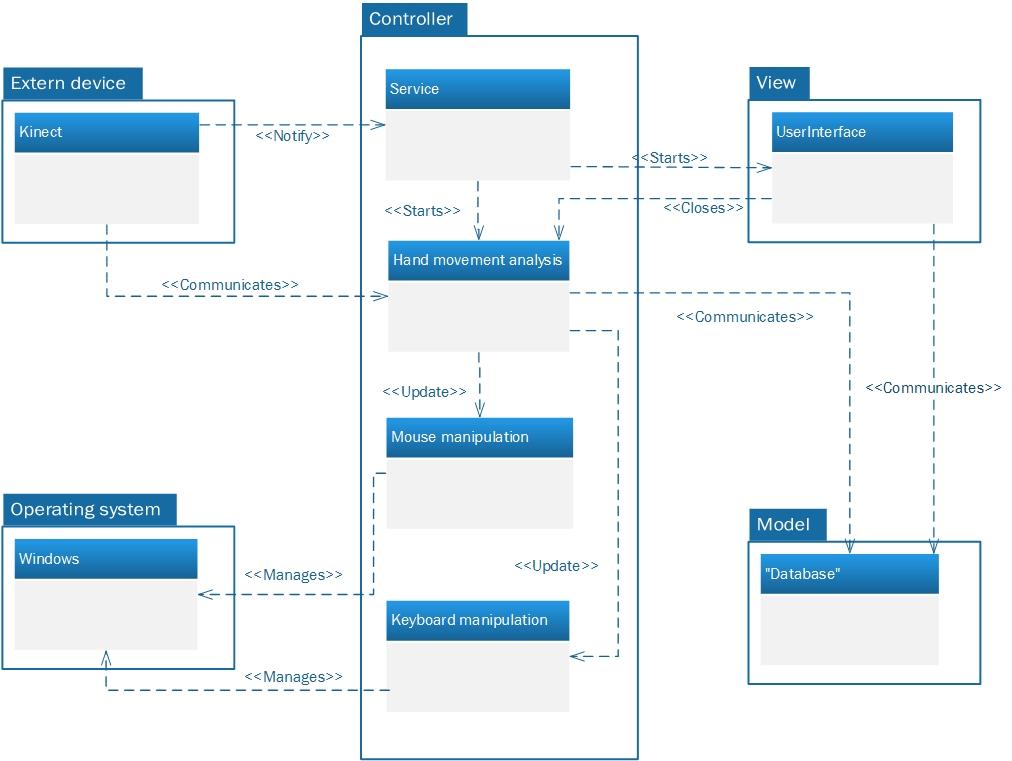 Controller
Extern device
View
Service
Kinect
<<Notify>>
UserInterface
<<Starts>>
<<Starts>>
<<Closes>>
Hand movement analysis
<<Communicates>>
<<Communicates>>
<<Update>>
<<Communicates>>
Mouse manipulation
Operating system
Model
Windows
<<Manages>>
<<Update>>
"Database"
Keyboard manipulation
<<Manages>>